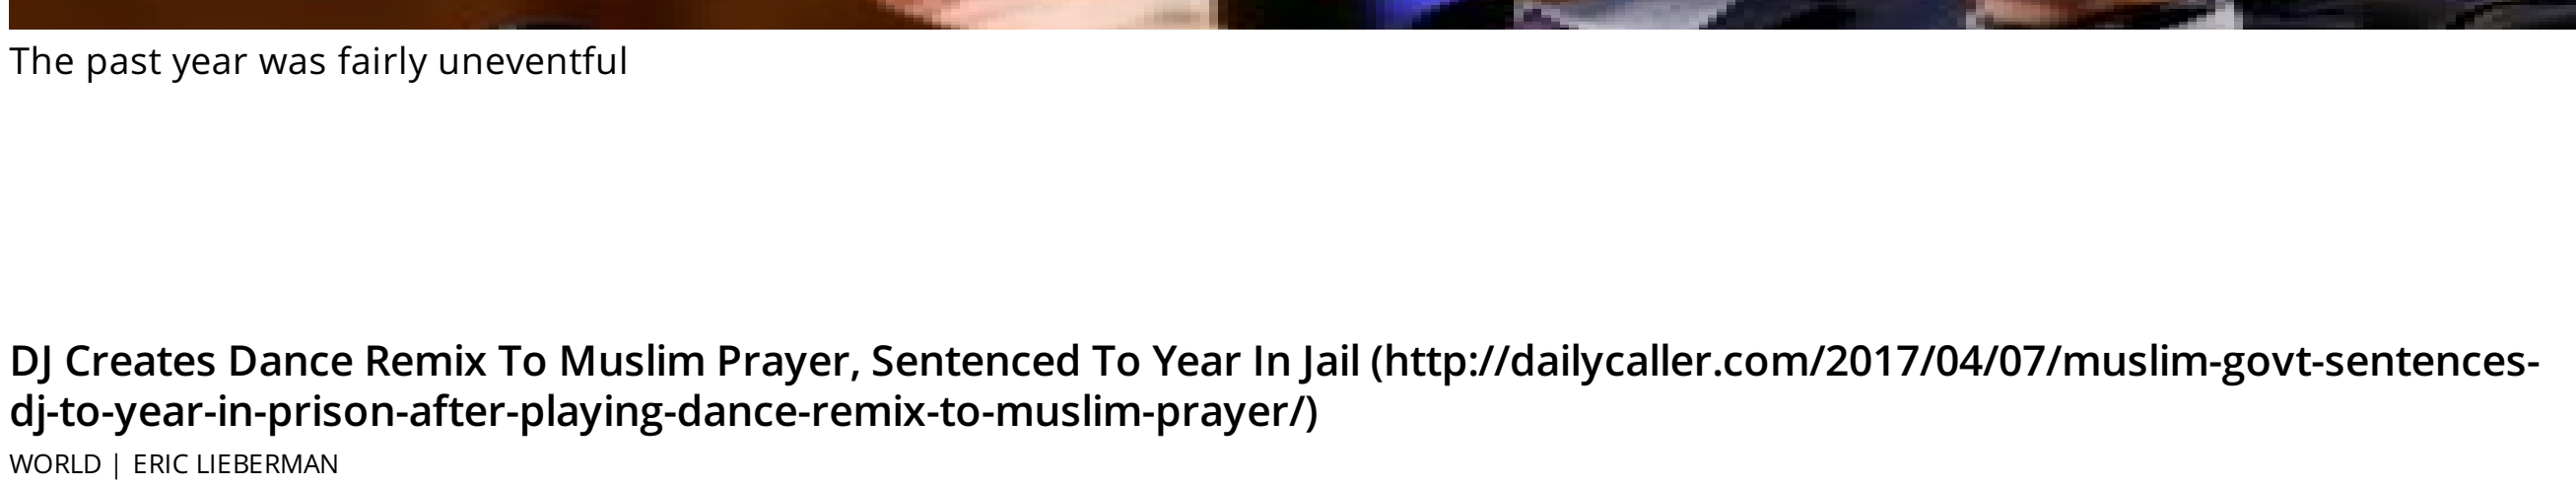 The past year was fairly uneventful
DJ Creates Dance Remix To Muslim Prayer, Sentenced To Year In Jail (http://dailycaller.com/2017/04/07/muslim-govt-sentences-
dj-to-year-in-prison-after-playing-dance-remix-to-muslim-prayer/)
WORLD | ERIC LIEBERMAN